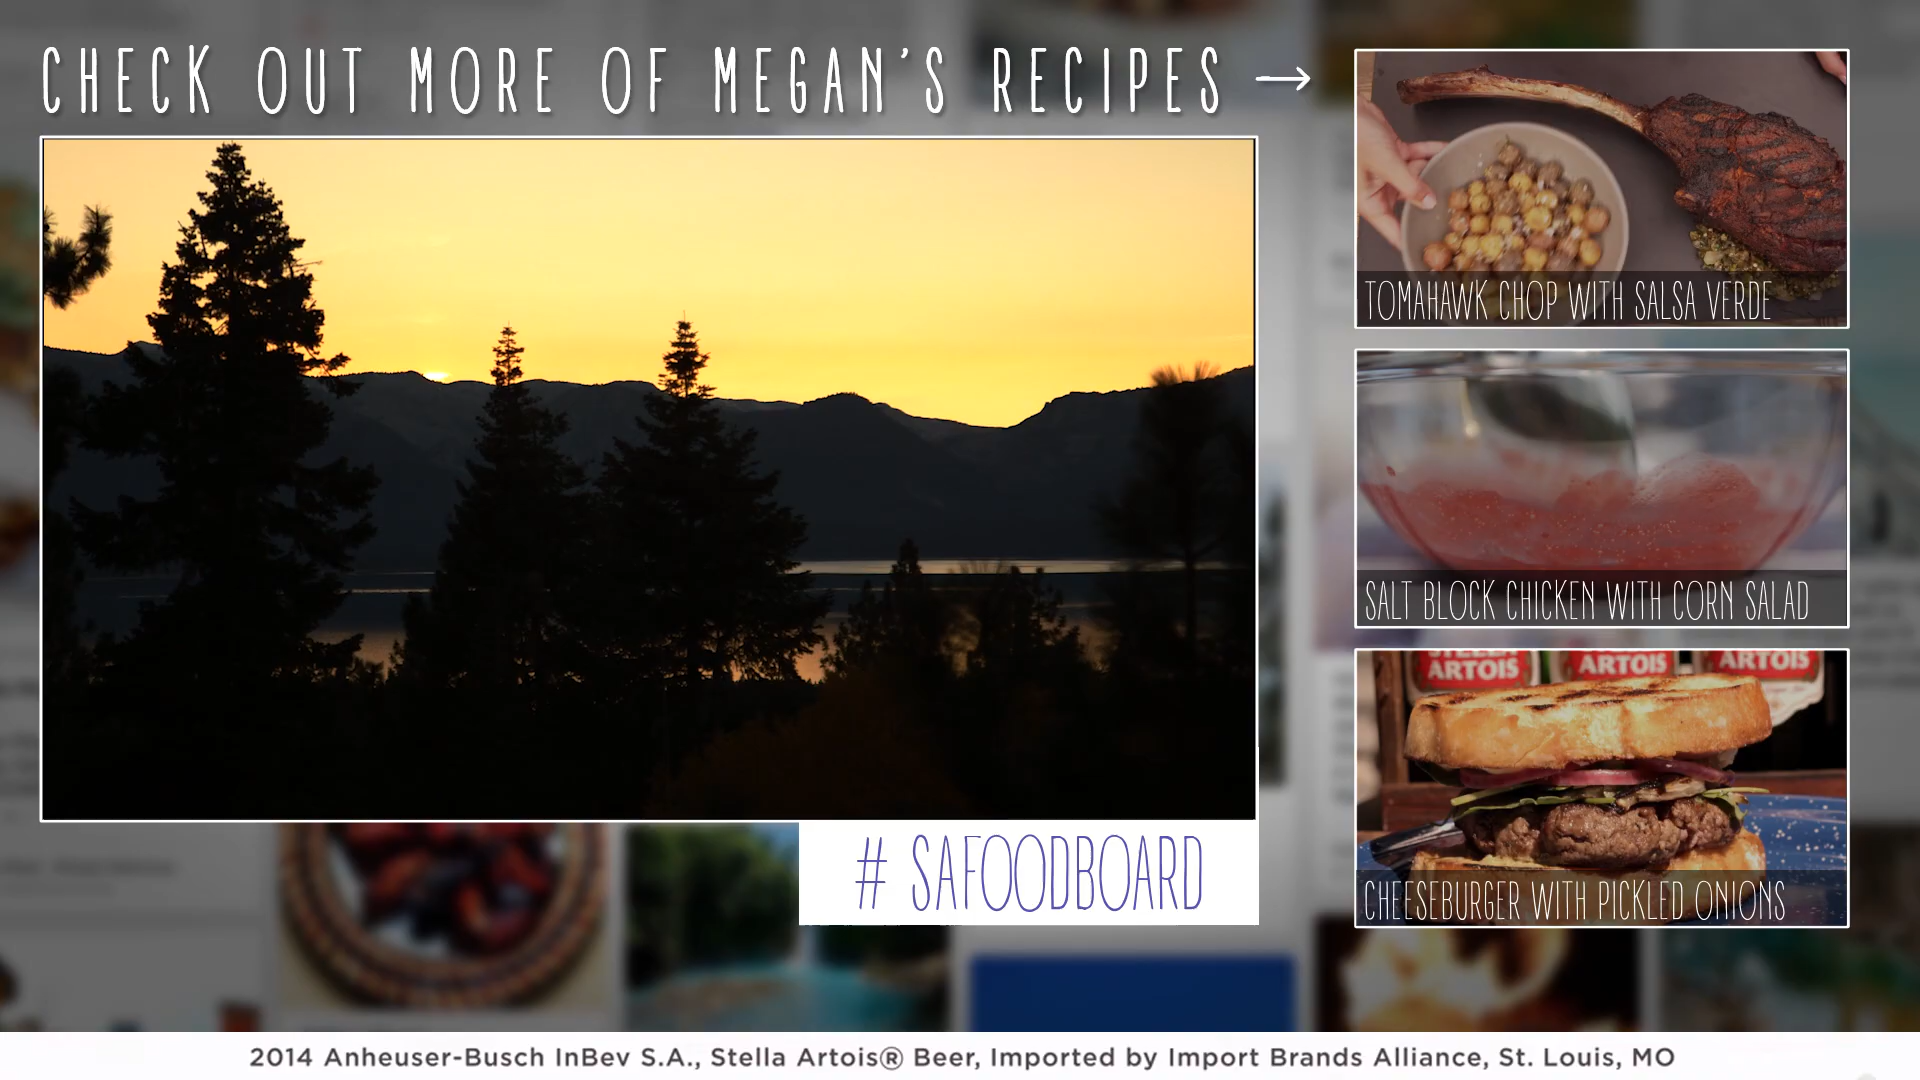 CHECK OUT MORE OF MEGAN'S RECIPES →
TOMAHAWK CHOP WITH SALSA VERDE
SALT BLOCK CHICKEN WITH CORN SALAD
ARTOIS ARTOIS ARTOIS
CHEESEBURGER WITH PICKLED ONIONS
# SAFOODBOARD
2014 Anheuser-Busch InBev S.A., Stella Artois® Beer, Imported by Import Brands Alliance, St. Louis, MO